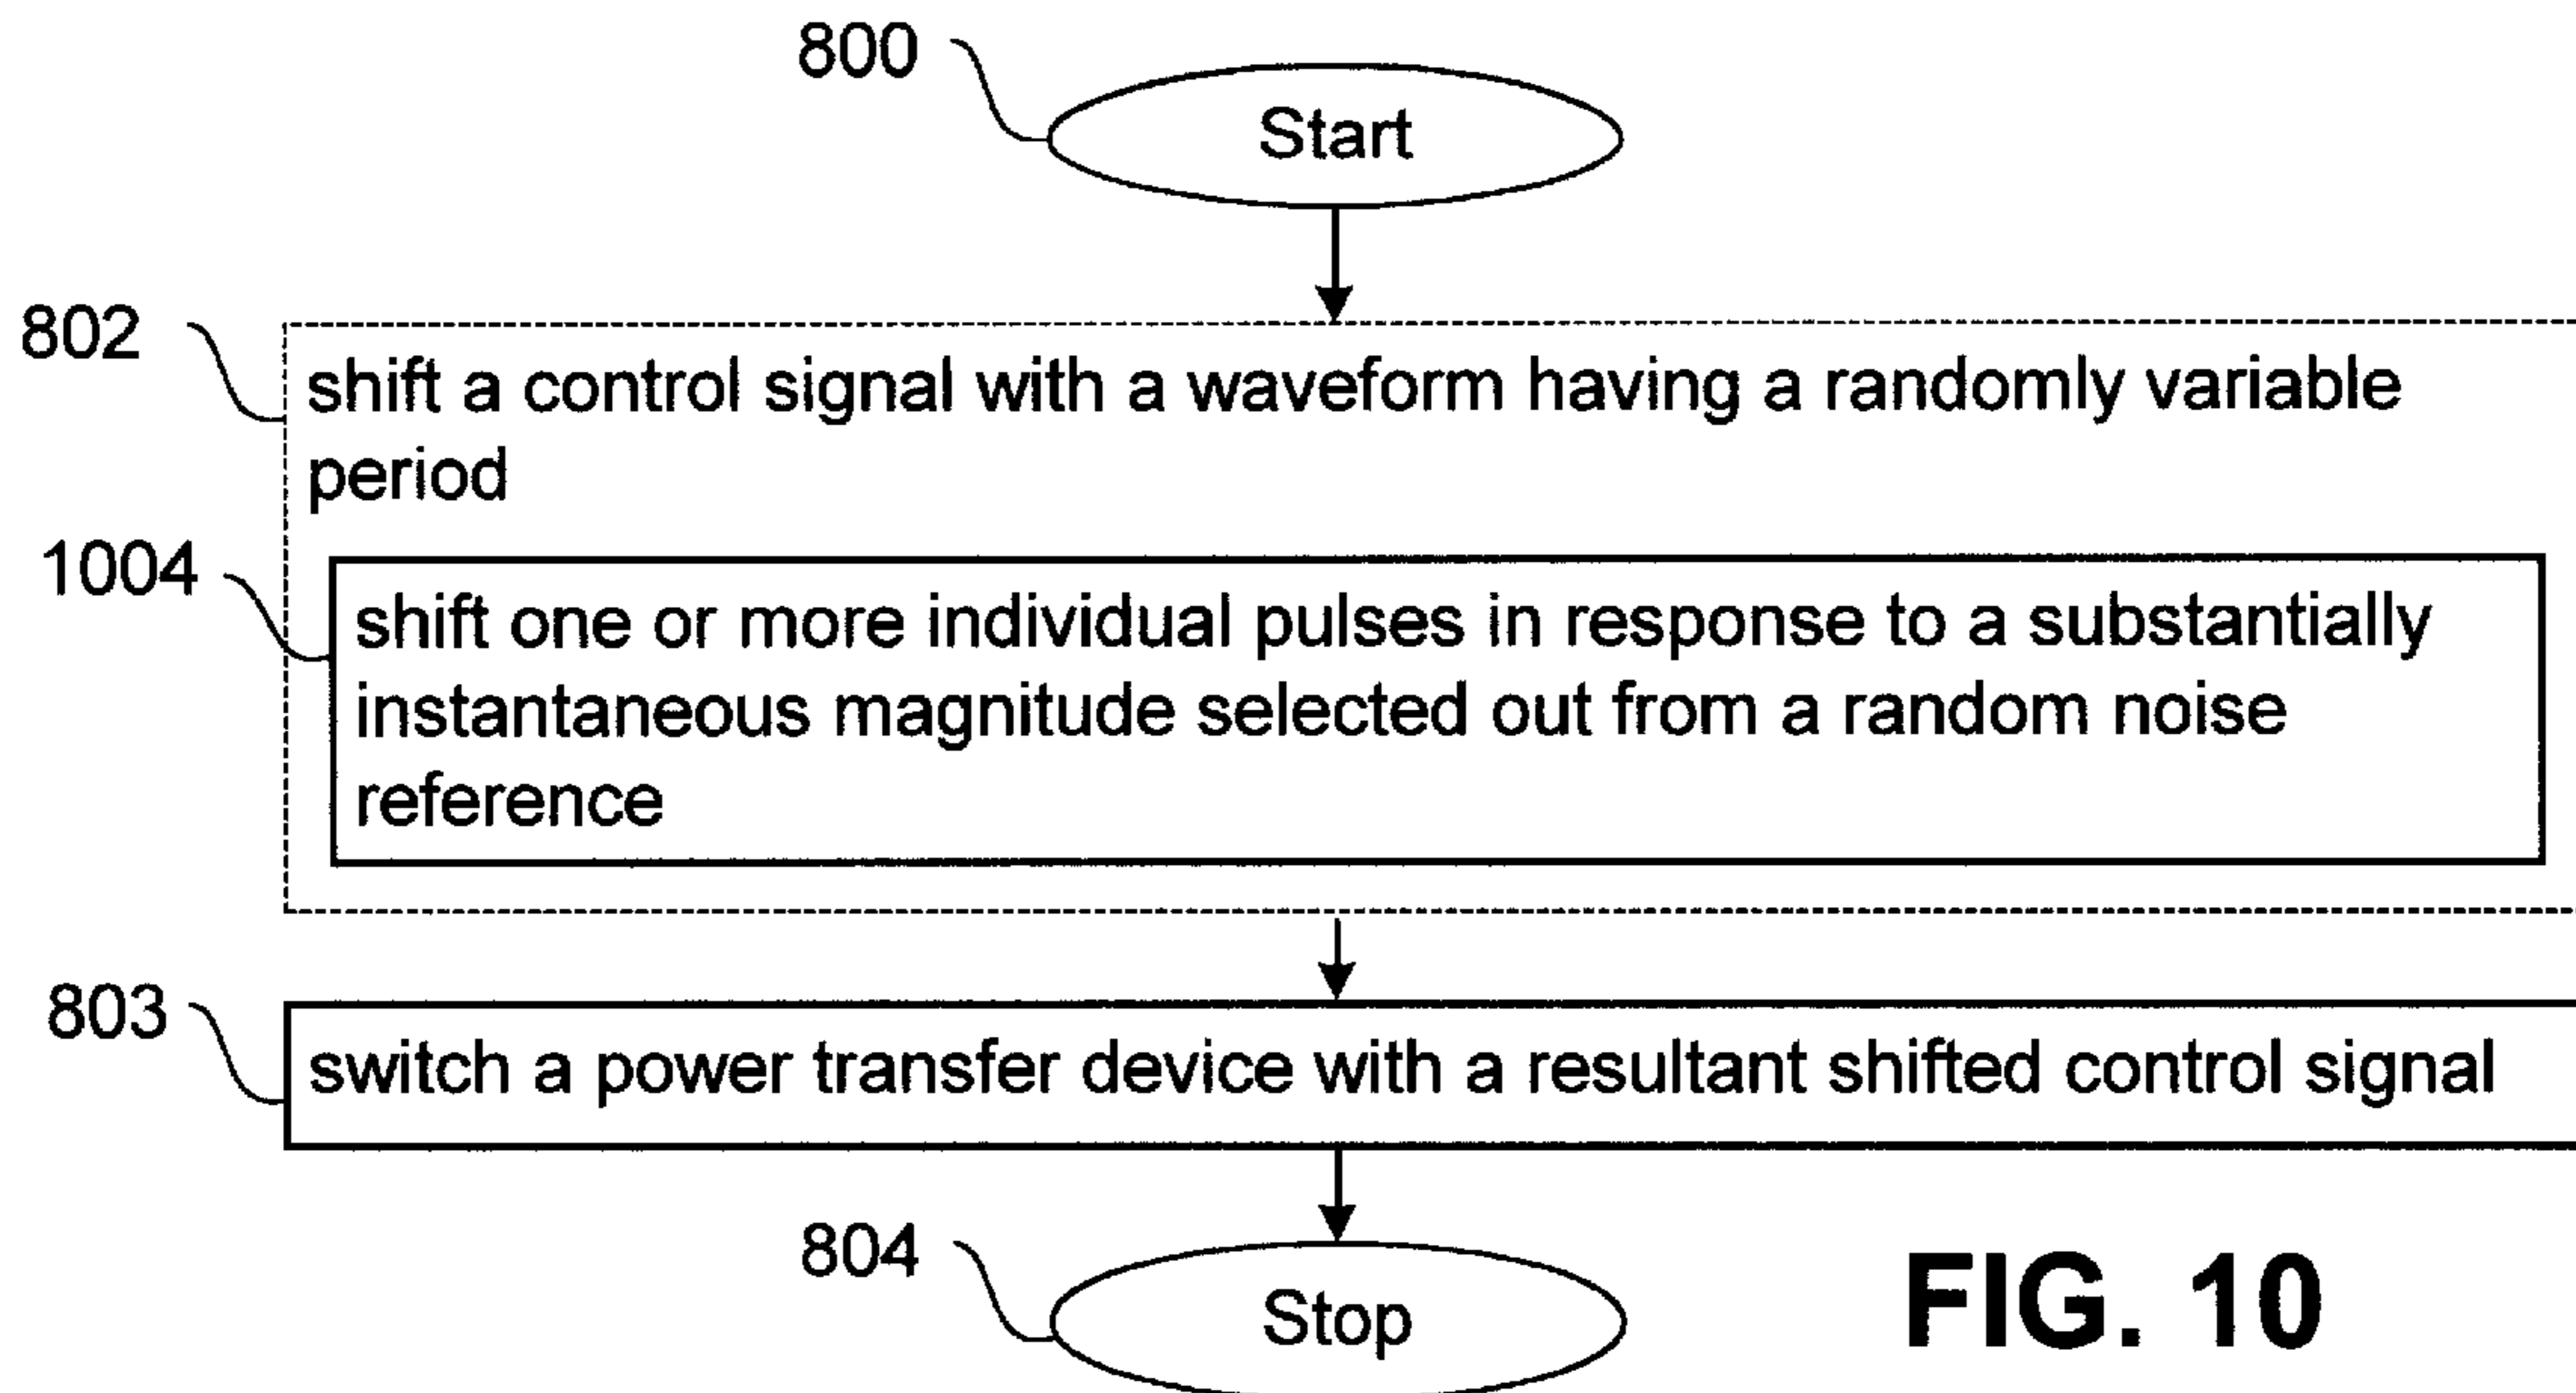 800
Start
802
shift a control signal with a waveform having a randomly variable
period
1004
shift one or more individual pulses in response to a substantially
instantaneous magnitude selected out from a random noise
reference
803
switch a power transfer device with a resultant shifted control signal
804
Stop
FIG. 10